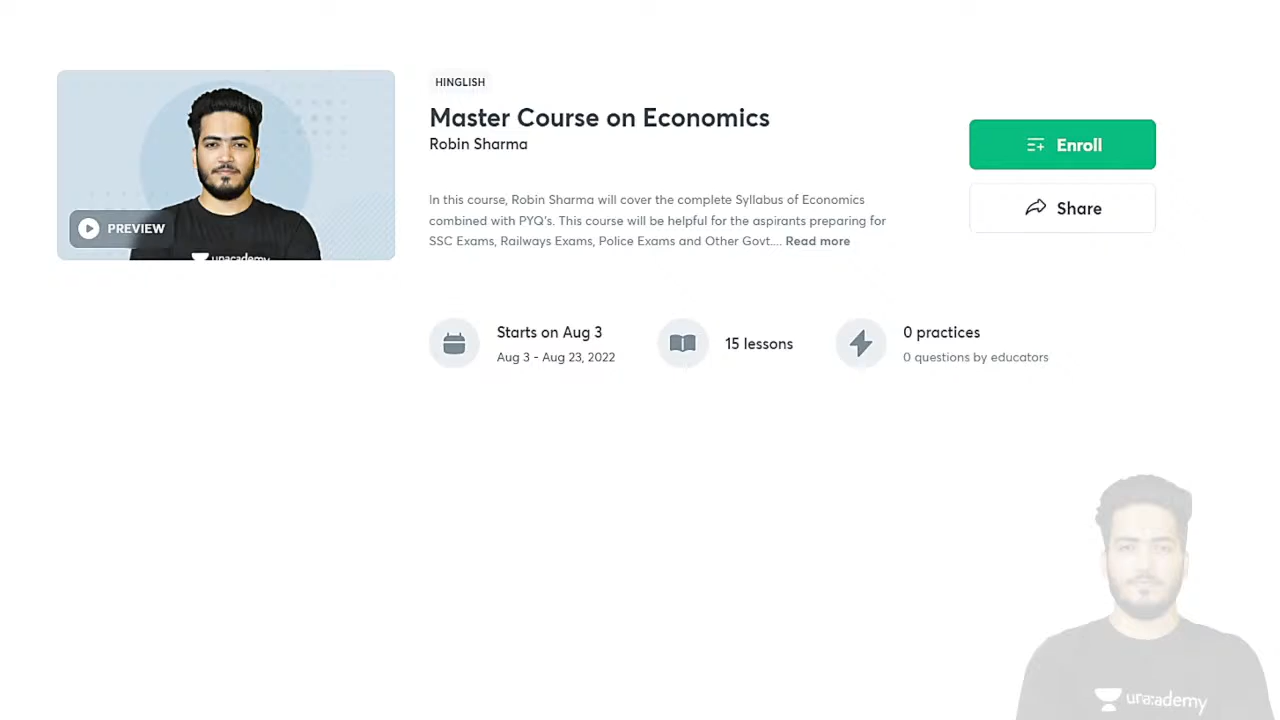 HINGLISH
Master Course on Economics
Robin Sharma
Enroll
Share
In this course, Robin Sharma will cover the complete Syllabus of Economics
combined with PYQ's. This course will be helpful for the aspirants preparing for
SSC Exams, Railways Exams, Police Exams and Other Govt.... Read more
PREVIEW
unacademy
Starts on Aug 3
Aug 3 - Aug 23, 2022
15 lessons
0 practices
0 questions by educators
unacademy